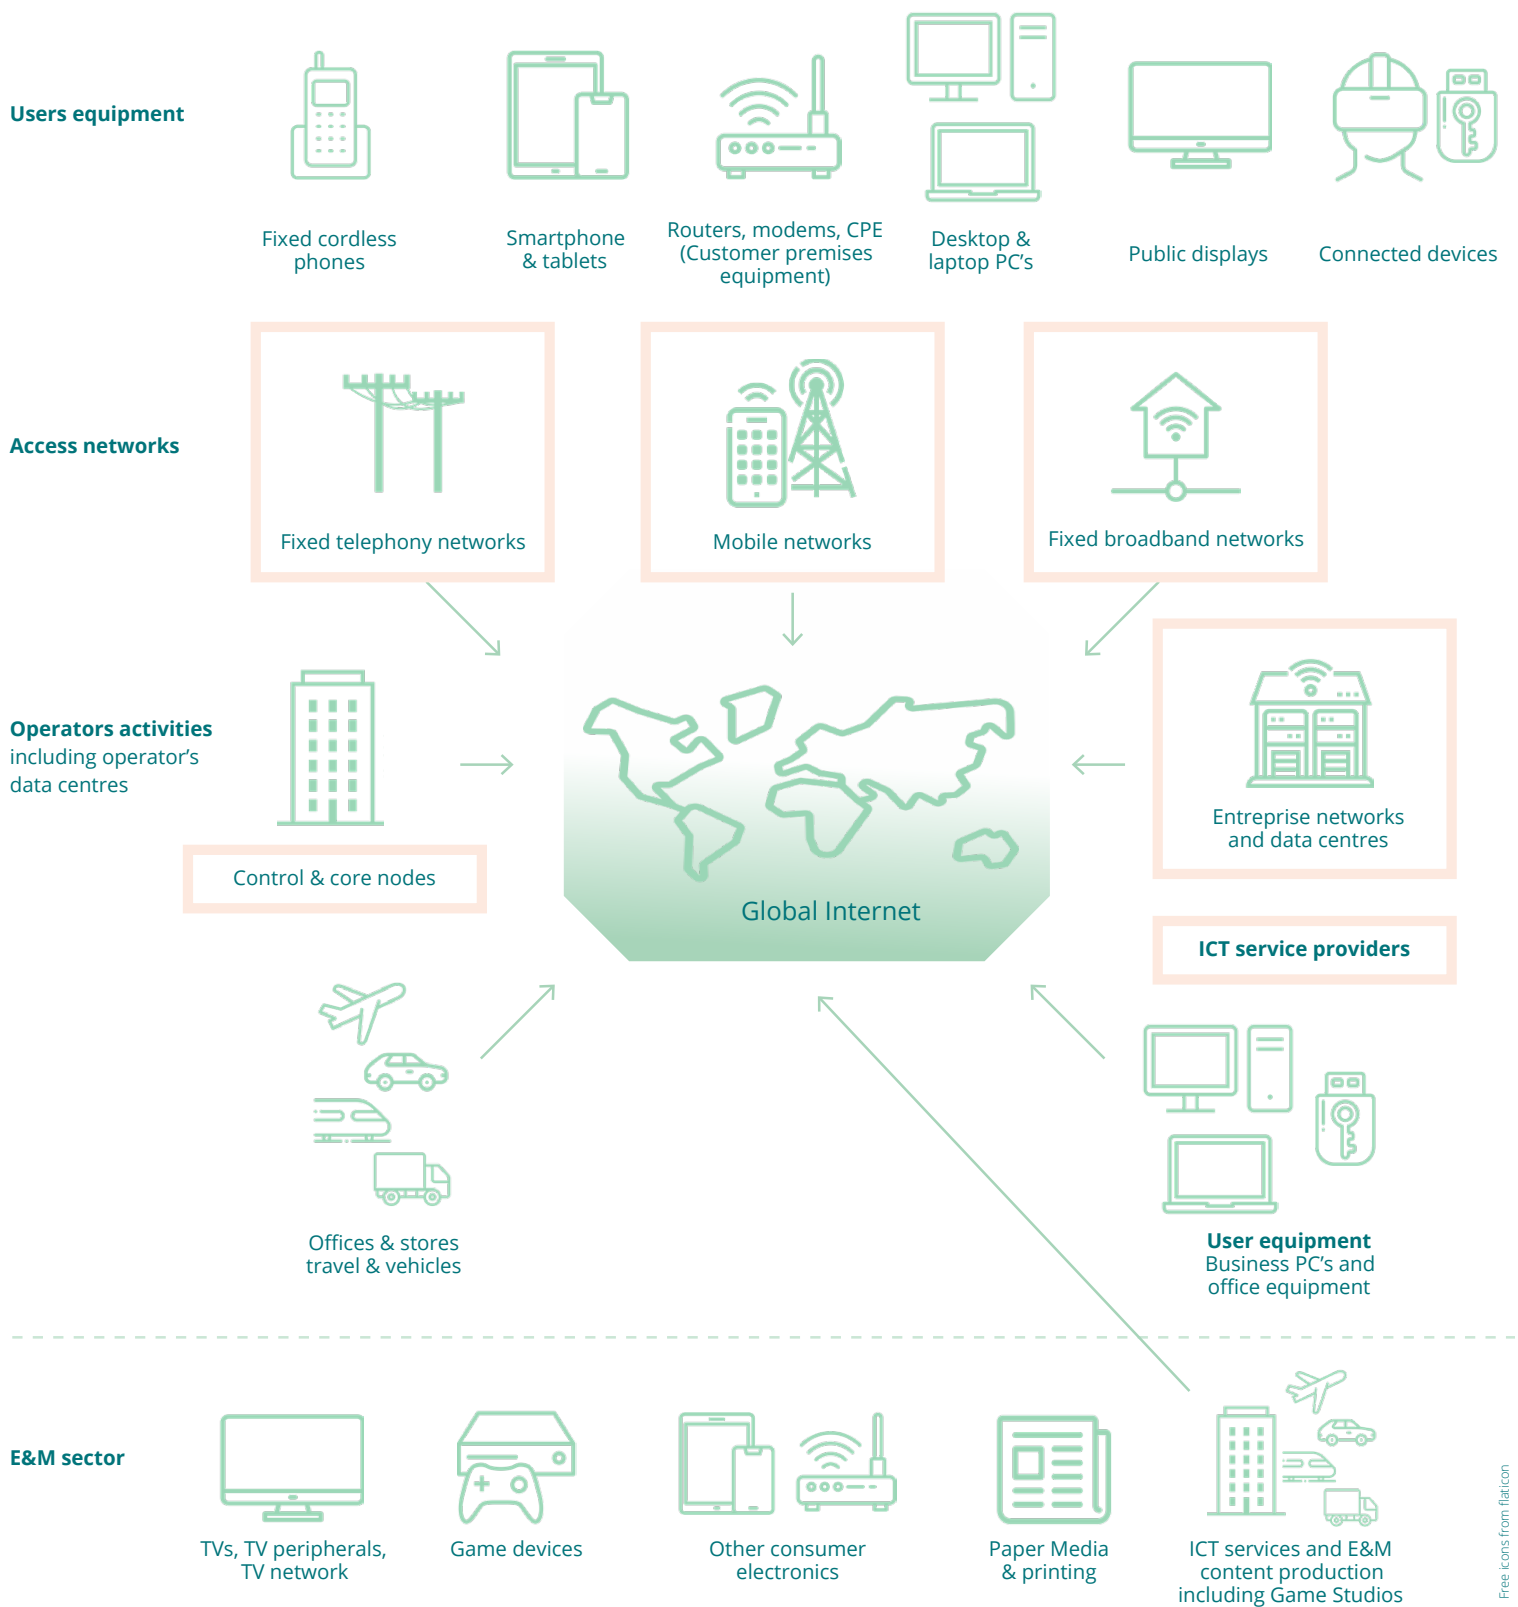 Users equipment
Fixed cordless
phones
Smartphone
& tablets
Routers, modems, CPE
(Customer premises
equipment)
Desktop &
laptop PC’s
Public displays
Connected devices
Access networks
Fixed telephony networks
Mobile networks
Fixed broadband networks
Operators activities
including operator’s
data centres
Control & core nodes
Global Internet
Entreprise networks
and data centres
ICT service providers
Offices & stores
travel & vehicles
User equipment
Business PC’s and
office equipment
E&M sector
TVs, TV peripherals,
TV network
Game devices
Other consumer
electronics
Paper Media
& printing
ICT services and E&M
content production
including Game Studios
Free icons from flaticon